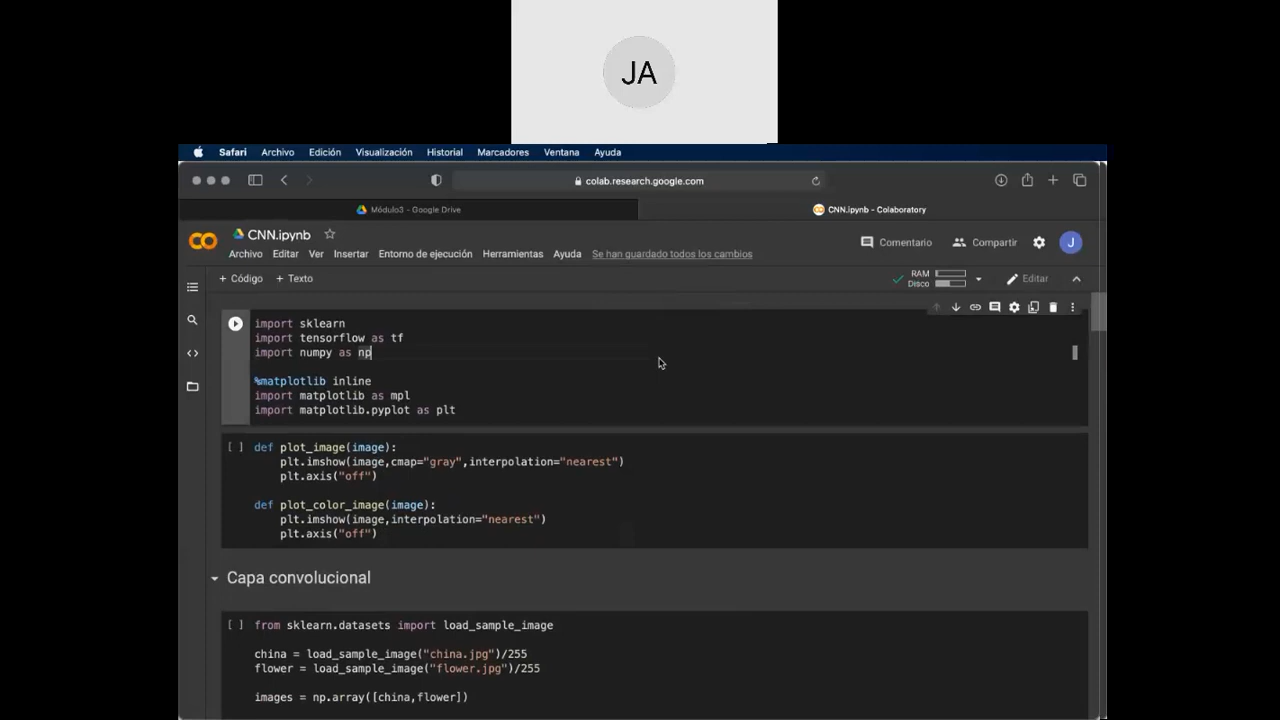 JA
Safari Archivo Edición Visualización Historial Marcadores Ventana Ayuda
colab.research.google.com
Módulo3 - Google Drive
CNN.ipynb - Colaboratory
CNN.ipynb
Comentario Compartir J
Archivo Editar Ver Insertar Entorno de ejecución Herramientas Ayuda Se han guardado todos los cambios
+ Código + Texto
RAM
Disco
Editar
import sklearn
import tensorflow as tf
import numpy as np
%matplotlib inline
import matplotlib as mpl
import matplotlib.pyplot as plt
[ ] def plot_image(image):
plt.imshow(image,cmap="gray",interpolation="nearest")
plt.axis("off")
def plot_color_image(image):
plt.imshow(image,interpolation="nearest")
plt.axis("off")
Capa convolucional
[ ] from sklearn.datasets import load_sample_image
china = load_sample_image("china.jpg")/255
flower = load_sample_image("flower.jpg")/255
images = np.array([china,flower])